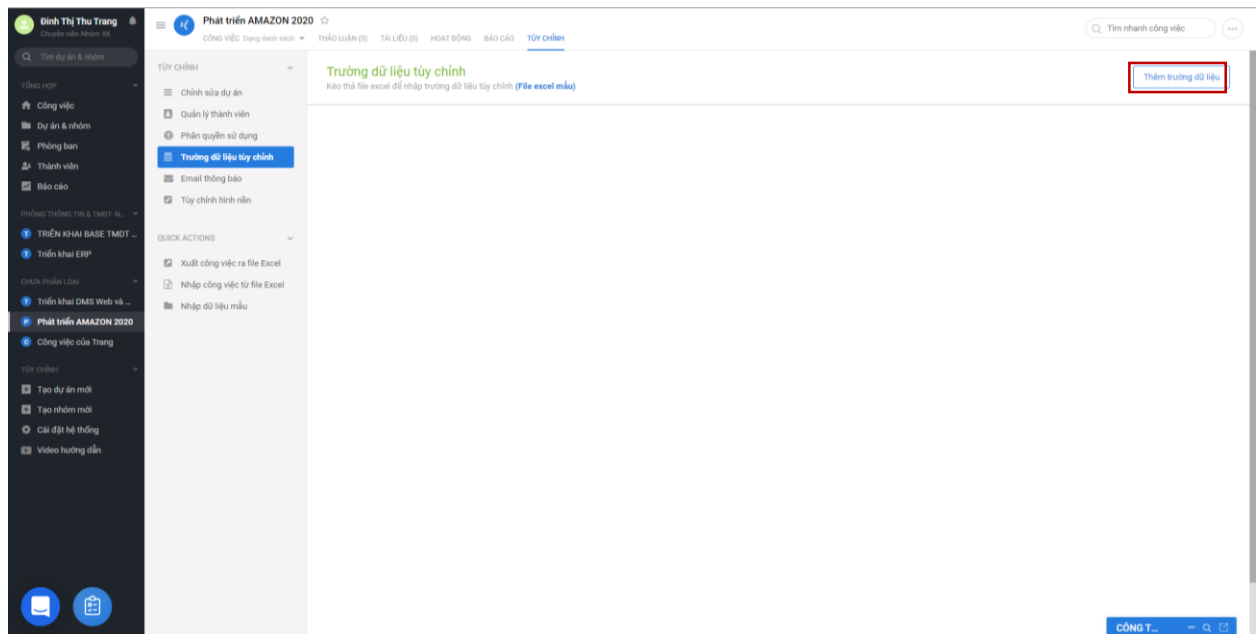 Đinh Thị Thu Trang
Chuyên viên Nhóm XK
Tìm dự án & nhóm
TỔNG HỢP
Công việc
Dự án & nhóm
Phòng ban
Thành viên
Báo cáo
PHÒNG THÔNG TIN & TMDT- N...
TRIỂN KHAI BASE TMDT ...
Triển khai ERP
CHƯA PHÂN LOẠI
Triển khai DMS Web và ...
Phát triển AMAZON 2020
Công việc của Trang
TÙY CHỈNH
Tạo dự án mới
Tạo nhóm mới
Cài đặt hệ thống
Video hướng dẫn
Phát triển AMAZON 2020
CÔNG VIỆC Dạng danh sách THẢO LUẬN (0) TÀI LIỆU (0) HOẠT ĐỘNG BÁO CÁO TÙY CHỈNH
Tìm nhanh công việc
TÙY CHỈNH
Chỉnh sửa dự án
Quản lý thành viên
Phân quyền sử dụng
Trường dữ liệu tùy chỉnh
Email thông báo
Tùy chỉnh hình nền
QUICK ACTIONS
Xuất công việc ra file Excel
Nhập công việc từ file Excel
Nhập dữ liệu mẫu
Trường dữ liệu tùy chỉnh
Kéo thả file excel để nhập trường dữ liệu tùy chỉnh (File excel mẫu)
Thêm trường dữ liệu
CÔNG T...